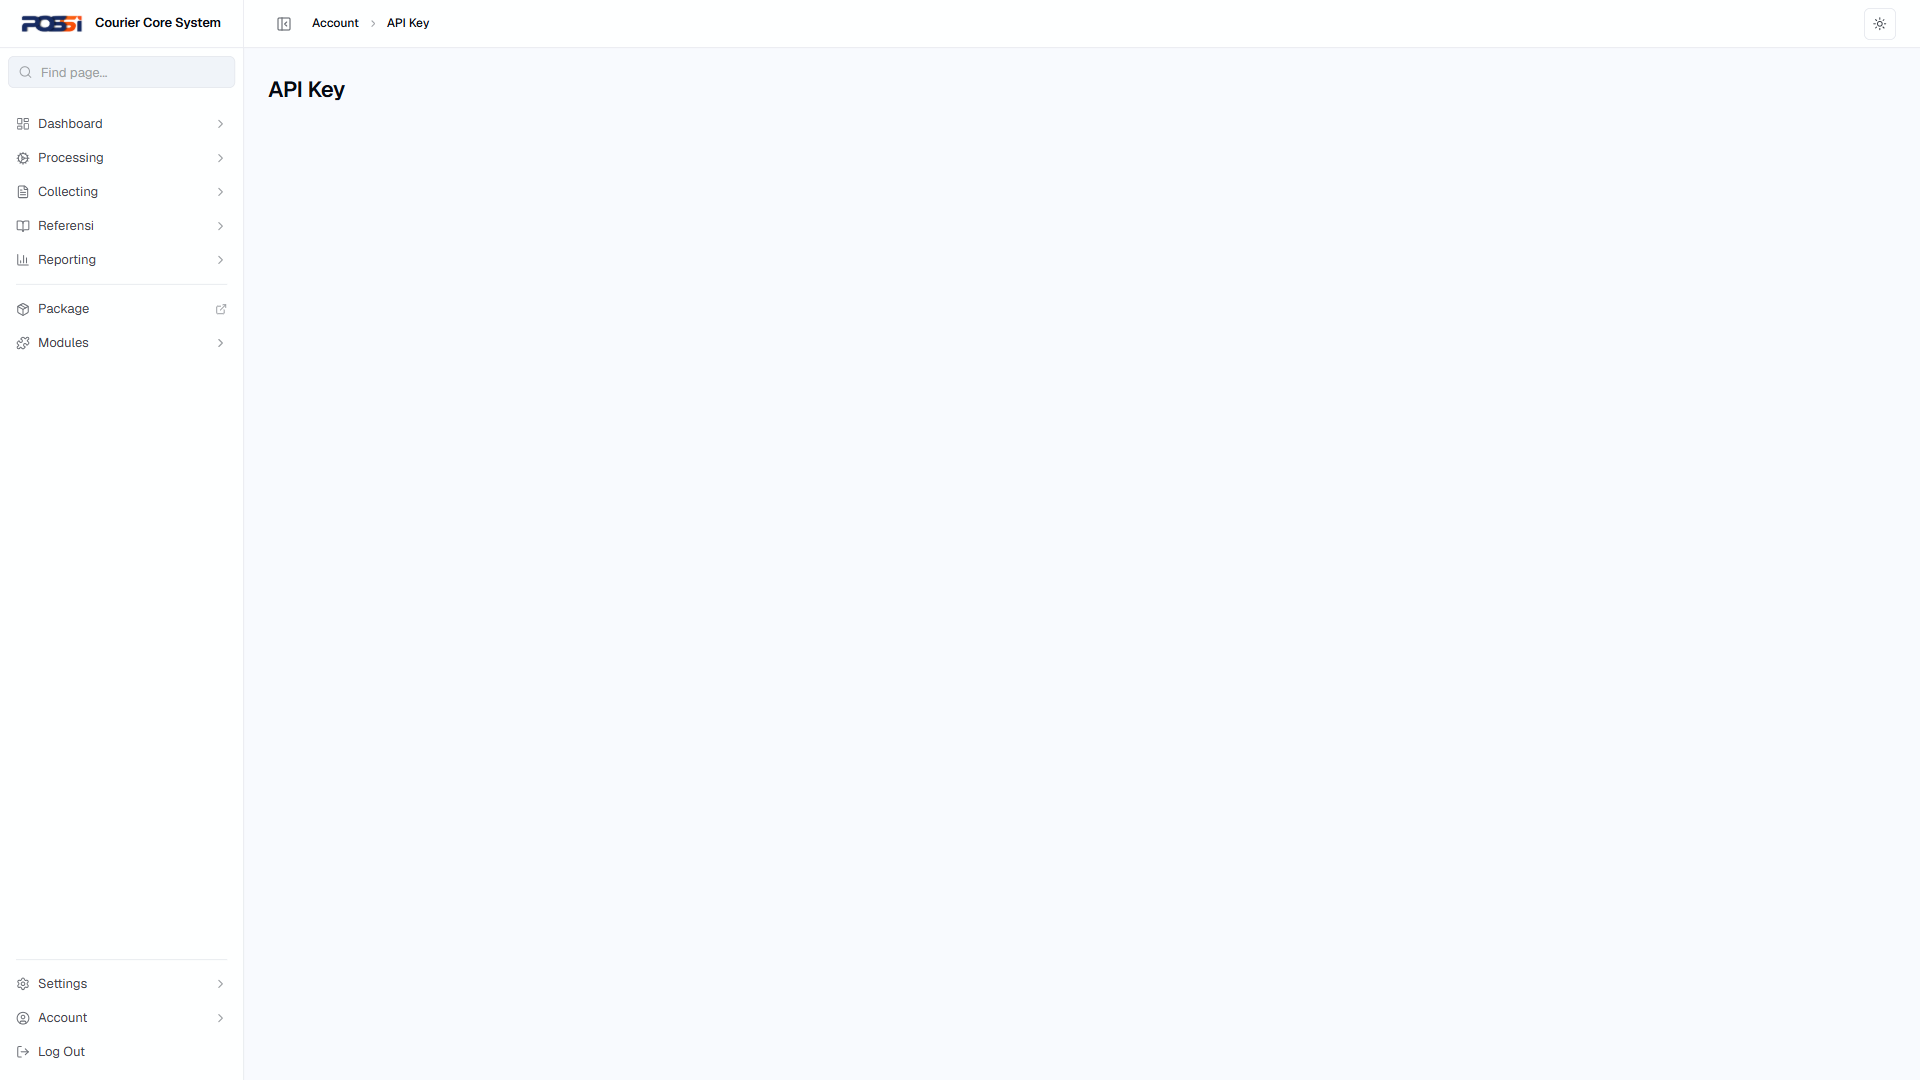 POSSi
Courier Core System
Account
API Key
Find page...
API Key
Dashboard
Processing
Collecting
Referensi
Reporting
Package
Modules
Settings
Account
Log Out